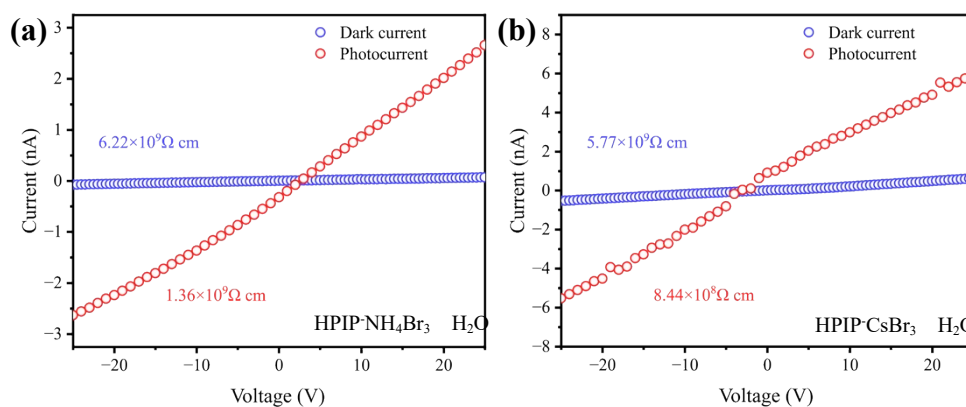 (a)
Dark current
Photocurrent
6.22×10⁹Ω cm
1.36×10⁹Ω cm
HPIP-NH₄Br₃ H₂O
Current (nA)
3
2
1
0
−1
−2
−3
−20
−10
0
10
20
Voltage (V)
(b)
Dark current
Photocurrent
5.77×10⁹Ω cm
8.44×10⁸Ω cm
HPIP-CsBr₃ H₂O
Current (nA)
8
6
4
2
0
−2
−4
−6
−8
−20
−10
0
10
20
Voltage (V)